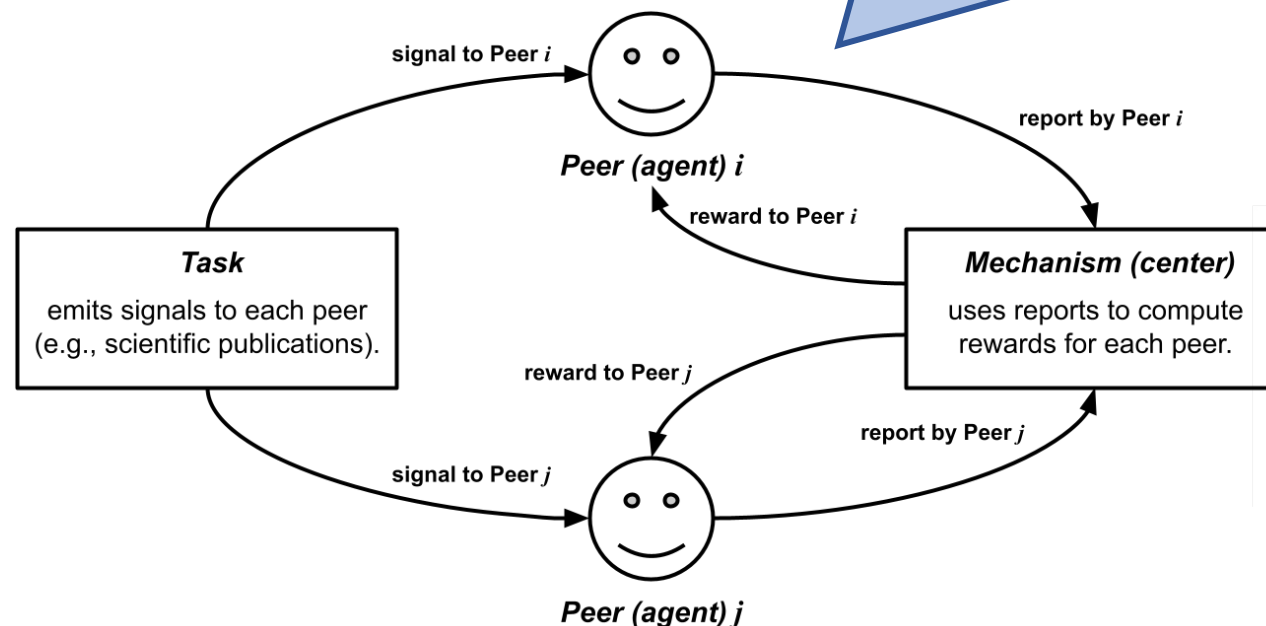 signal to Peer i
report by Peer i
Peer (agent) i
reward to Peer i
Task
emits signals to each peer
(e.g., scientific publications).
Mechanism (center)
uses reports to compute
rewards for each peer.
reward to Peer j
report by Peer j
signal to Peer j
Peer (agent) j